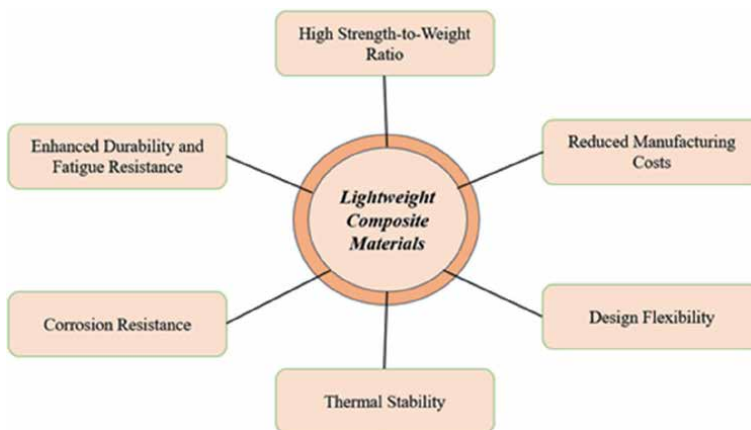 High Strength-to-Weight
Ratio
Enhanced Durability and
Fatigue Resistance
Reduced Manufacturing
Costs
Lightweight
Composite
Materials
Corrosion Resistance
Design Flexibility
Thermal Stability